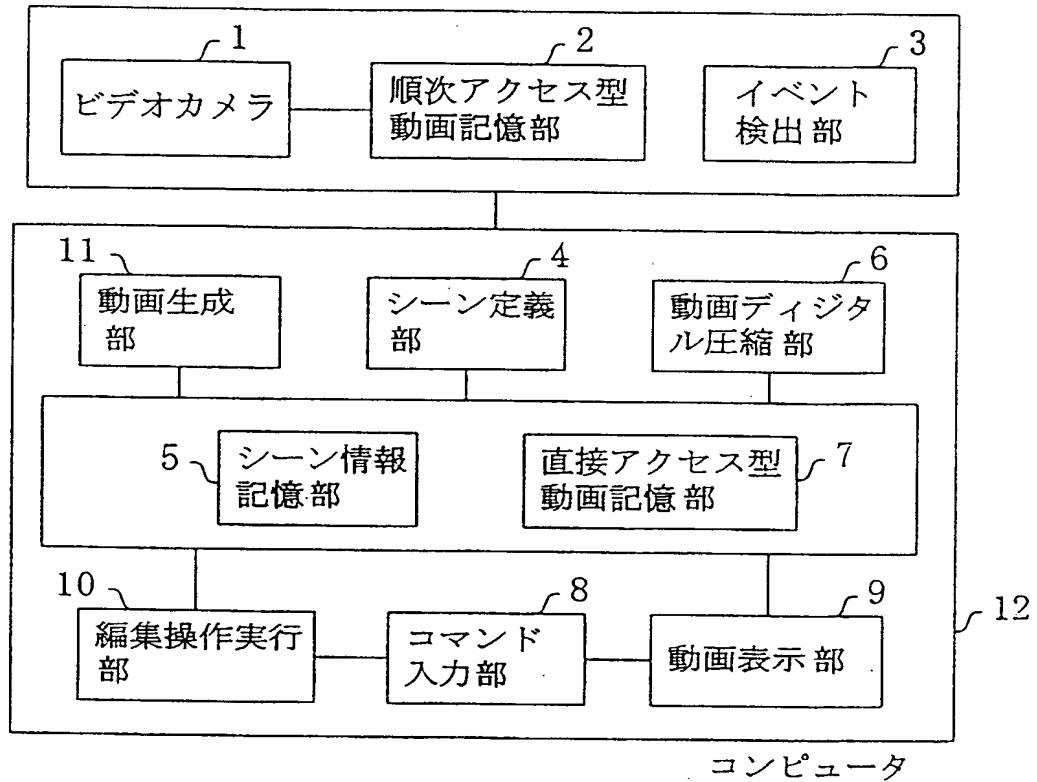 1
2
3
ビデオカメラ
順次アクセス型
動画記憶部
イベント
検出部
11
4
6
動画生成
部
シーン定義
部
動画ディジタ
ル圧縮部
5
シーン情報
記憶部
直接アクセス型
動画記憶部
7
10
8
9
編集操作実行
部
コマンド
入力部
動画表示部
12
コンピュータ